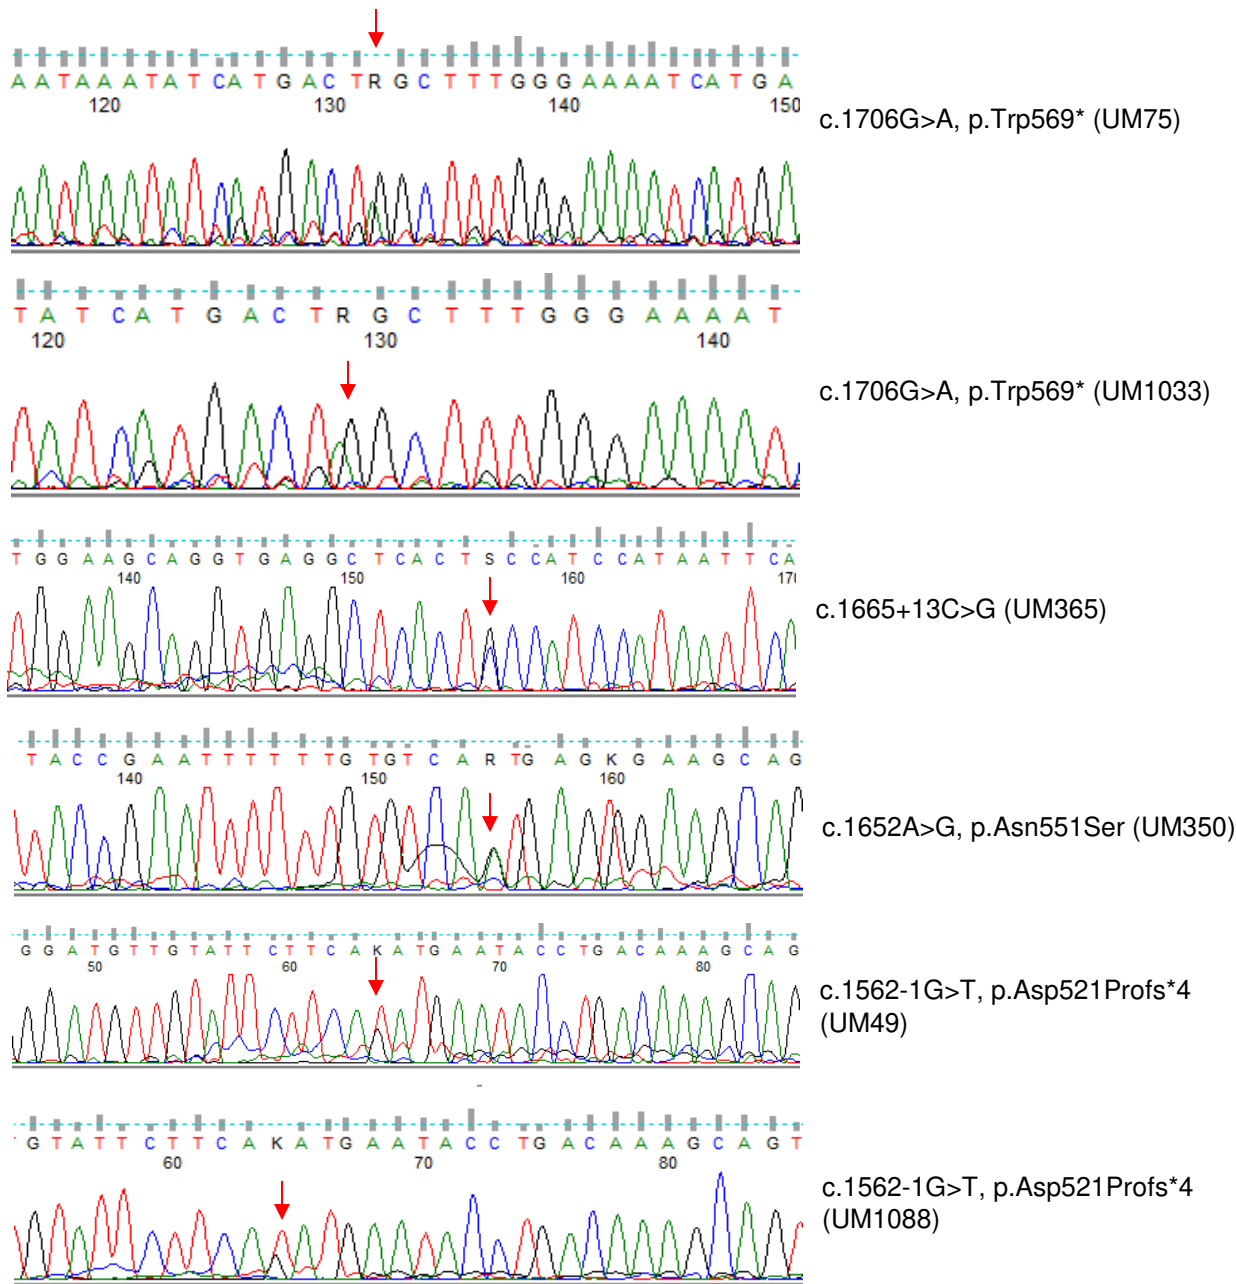 AATAAATATCATGACTRGCTTTGGGAAAATCATGA
120 130 140 150
c.1706G>A, p.Trp569* (UM75)
TATCATGACTRGCTTTGGGAAAAT
120 130 140
c.1706G>A, p.Trp569* (UM1033)
TGGAAGCAGGTGAGGCTCACTSCCATCCATAATTCA
140 150 160 170
c.1665+13C>G (UM365)
TACCGAATTTTTTGTGTCARTGAGKGAAGCAG
140 150 160
c.1652A>G, p.Asn551Ser (UM350)
GGATGTTGTATTCTTCAKATGAATACCTGACAAAGCAG
50 60 70 80
c.1562-1G>T, p.Asp521Profs*4
(UM49)
GTATTCTTCAKATGAATACCTGACAAAGCAGT
60 70 80
c.1562-1G>T, p.Asp521Profs*4
(UM1088)